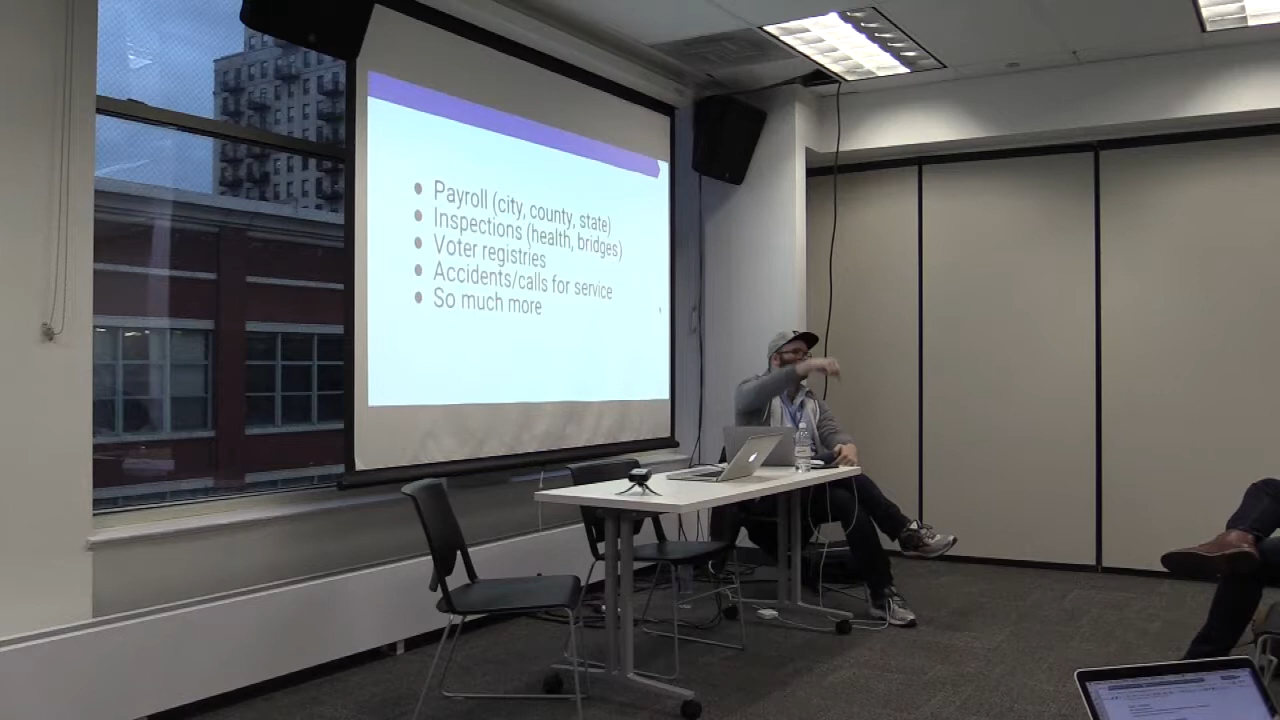 • Payroll (city, county, state)
• Inspections (health, bridges)
• Voter registries
• Accidents/calls for service
• So much more